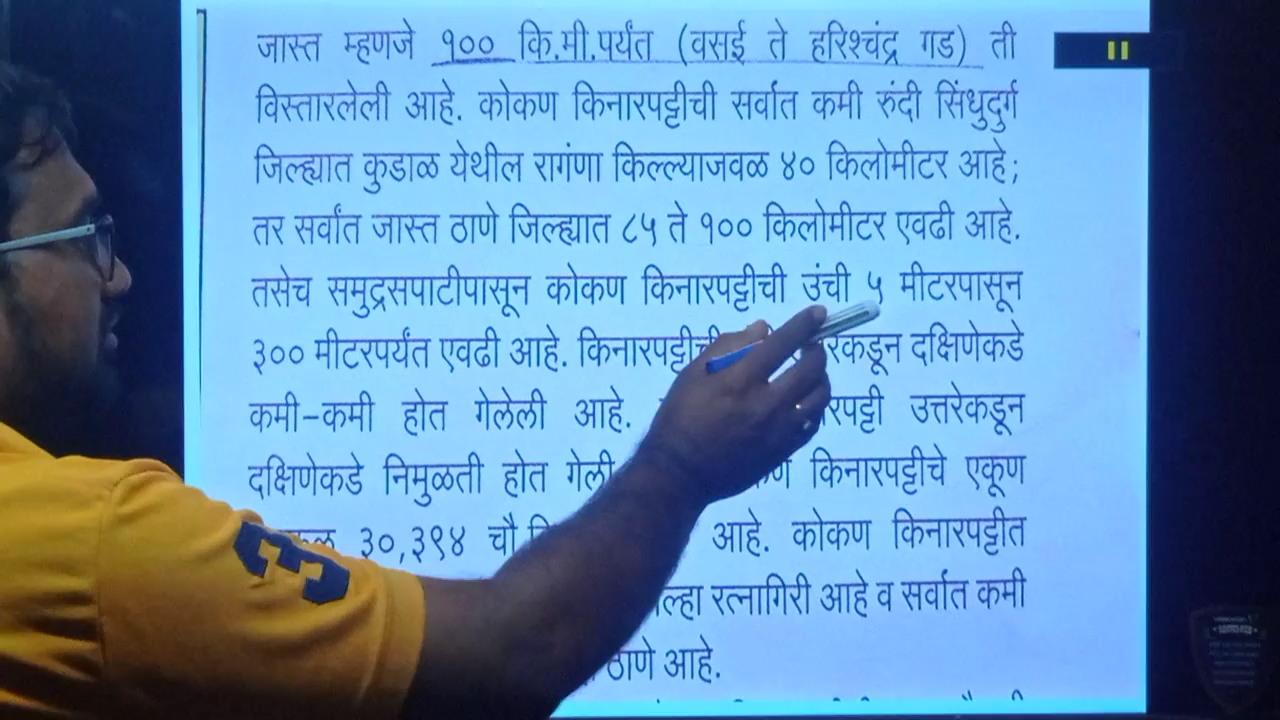 जास्त म्हणजे १०० कि.मी.पर्यंत (वसई ते हरिश्चंद्र गड) ती
विस्तारलेली आहे. कोकण किनारपट्टीची सर्वात कमी रुंदी सिंधुदुर्ग
जिल्ह्यात कुडाळ येथील रागंणा किल्ल्याजवळ ४० किलोमीटर आहे;
तर सर्वांत जास्त ठाणे जिल्ह्यात ८५ ते १०० किलोमीटर एवढी आहे.
तसेच समुद्रसपाटीपासून कोकण किनारपट्टीची उंची ५ मीटरपासून
३०० मीटरपर्यंत एवढी आहे. दक्षिणेकडे
कमी-कमी होत गेलेली आहे. उत्तरेकडून
दक्षिणेकडे निमुळती होत गेली किनारपट्टीचे एकूण
३०,३९४ चौ आहे. कोकण किनारपट्टीत
रत्नागिरी आहे व सर्वात कमी
ठाणे आहे.